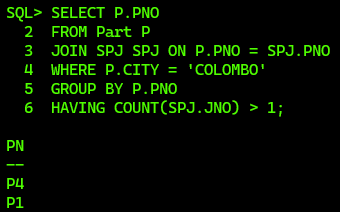 SQL> SELECT P.PNO
  2  FROM Part P
  3  JOIN SPJ SPJ ON P.PNO = SPJ.PNO
  4  WHERE P.CITY = 'COLOMBO'
  5  GROUP BY P.PNO
  6  HAVING COUNT(SPJ.JNO) > 1;

PN
--
P4
P1